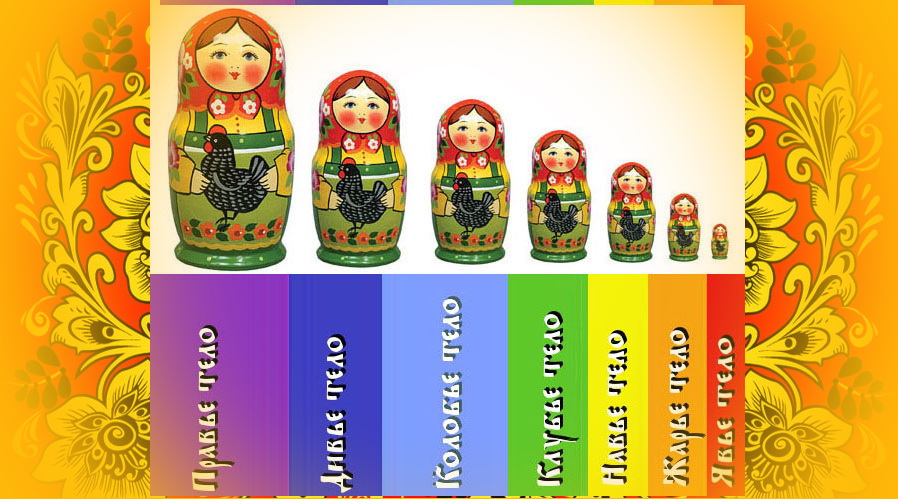 Правье тело
Дивье тело
Коловье тело
Клубье тело
Навье тело
Жарье тело
Явье тело